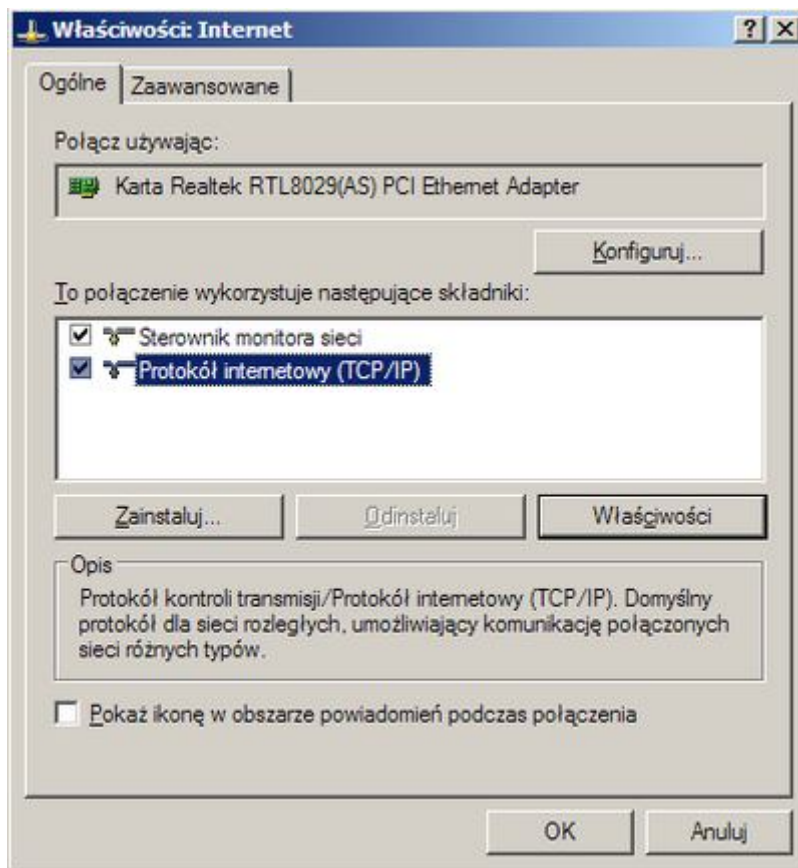 Właściwości: Internet
Ogólne
Zaawansowane
Połącz używając:
Karta Realtek RTL8029(AS) PCI Ethernet Adapter
Konfiguruj...
To połączenie wykorzystuje następujące składniki:
Sterownik monitora sieci
Protokół internetowy (TCP/IP)
Zainstaluj...
Odinstaluj
Właściwości
Opis
Protokół kontroli transmisji/Protokół internetowy (TCP/IP). Domyślny
protokół dla sieci rozległych, umożliwiający komunikację połączonych
sieci różnych typów.
Pokaż ikonę w obszarze powiadomień podczas połączenia
OK
Anuluj